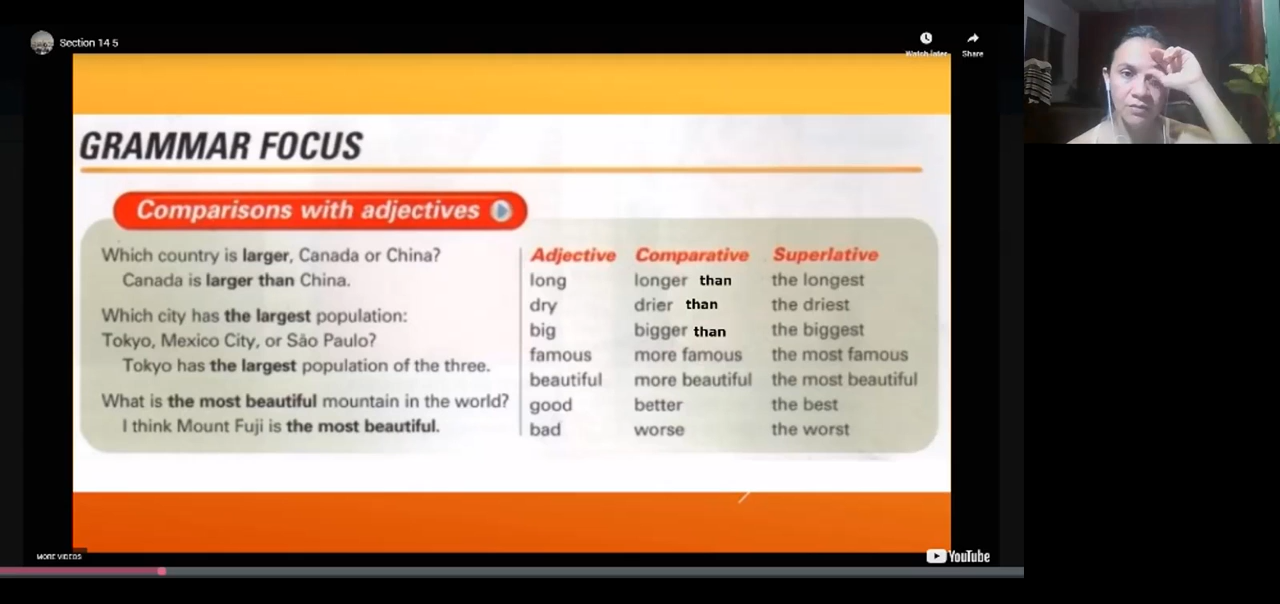 Section 14 5
Watch later
Share
GRAMMAR FOCUS
Comparisons with adjectives
Which country is larger, Canada or China?
Canada is larger than China.
Which city has the largest population:
Tokyo, Mexico City, or São Paulo?
Tokyo has the largest population of the three.
What is the most beautiful mountain in the world?
I think Mount Fuji is the most beautiful.
Adjective Comparative Superlative
long longer than the longest
dry drier than the driest
big bigger than the biggest
famous more famous the most famous
beautiful more beautiful the most beautiful
good better the best
bad worse the worst
MORE VIDEOS
YouTube